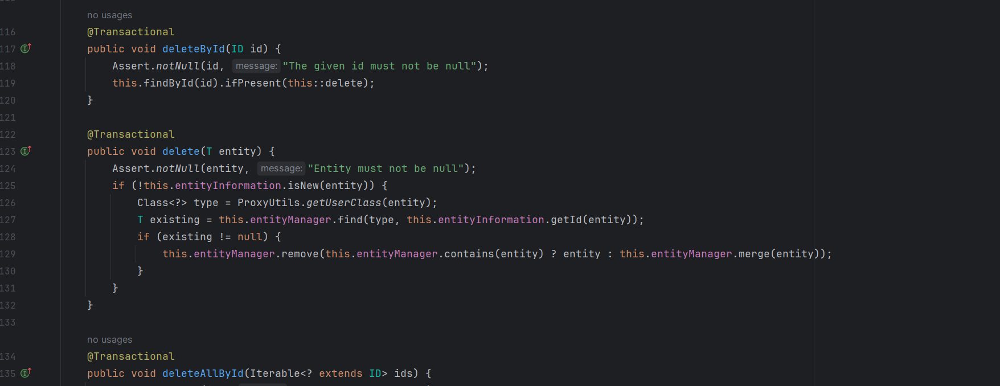 no usages
116 @Transactional
117 public void deleteById(ID id) {
118 Assert.notNull(id, message: "The given id must not be null");
119 this.findById(id).ifPresent(this::delete);
120 }
121
122 @Transactional
123 public void delete(T entity) {
124 Assert.notNull(entity, message: "Entity must not be null");
125 if (!this.entityInformation.isNew(entity)) {
126 Class<?> type = ProxyUtils.getUserClass(entity);
127 T existing = this.entityManager.find(type, this.entityInformation.getId(entity));
128 if (existing != null) {
129 this.entityManager.remove(this.entityManager.contains(entity) ? entity : this.entityManager.merge(entity));
130 }
131 }
132 }
133
no usages
134 @Transactional
135 public void deleteAllById(Iterable<? extends ID> ids) {